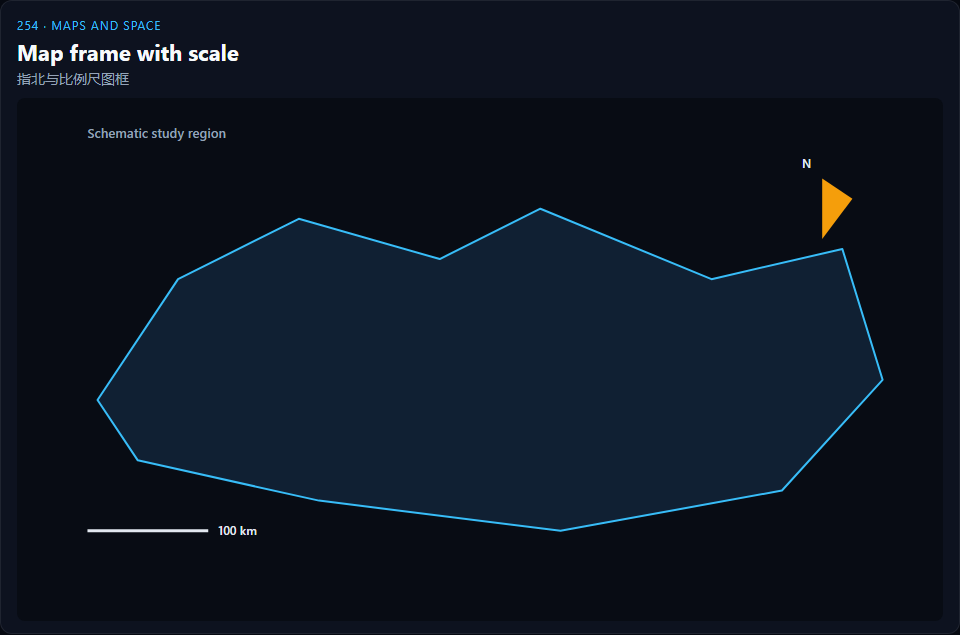 254 · MAPS AND SPACE
Map frame with scale
指北与比例尺图框
Schematic study region
N
100 km